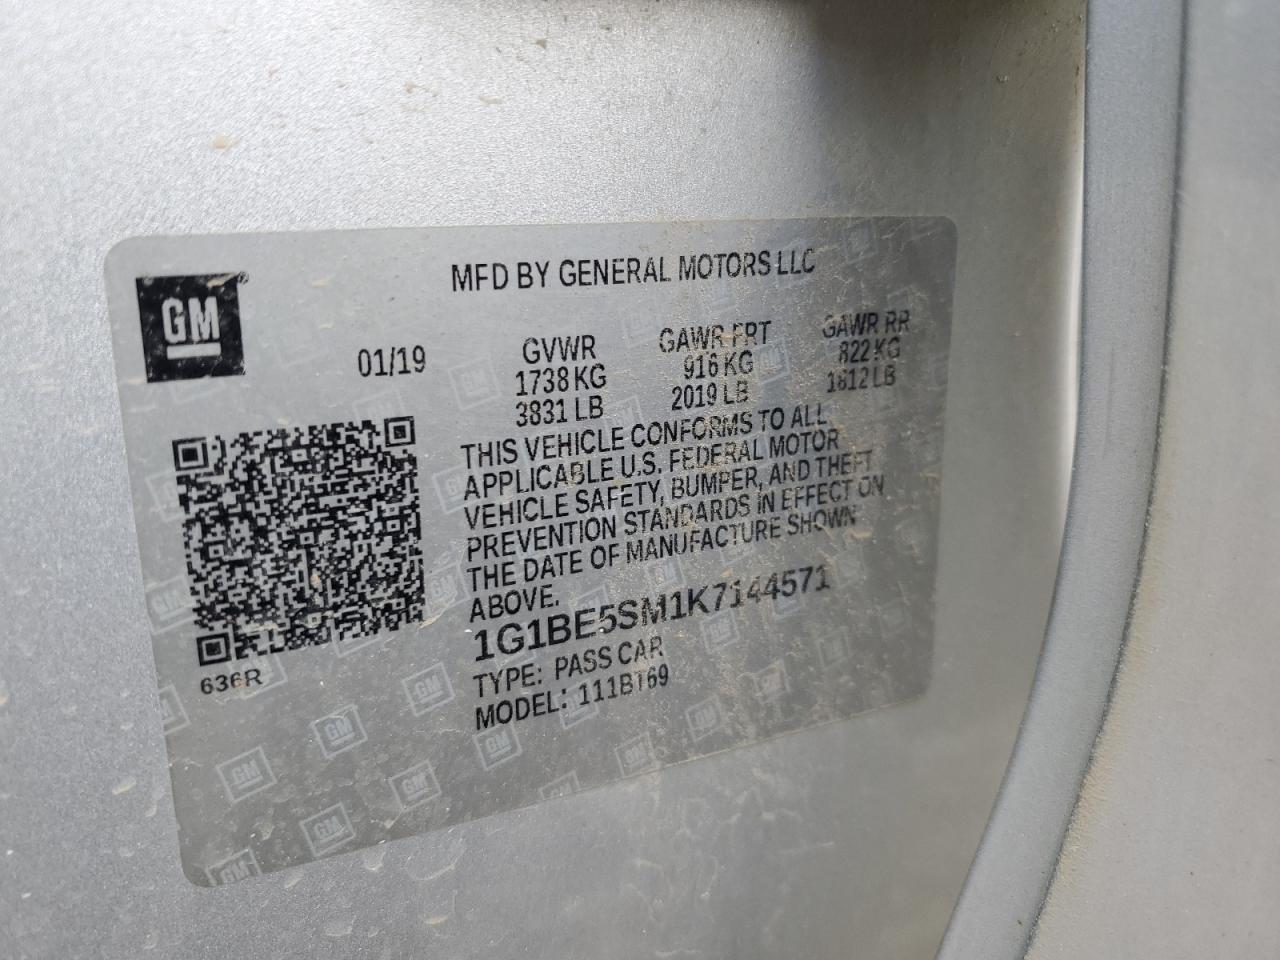 GM
MFD BY GENERAL MOTORS LLC
01/19
GVWR GAWR FRT GAWR RR
1738 KG 916 KG 822 KG
3831 LB 2019 LB 1812 LB
THIS VEHICLE CONFORMS TO ALL
APPLICABLE U.S. FEDERAL MOTOR
VEHICLE SAFETY, BUMPER, AND THEFT
PREVENTION STANDARDS IN EFFECT ON
THE DATE OF MANUFACTURE SHOWN
ABOVE.
1G1BE5SM1K7144571
TYPE: PASS CAR
MODEL: 111BT69
636R